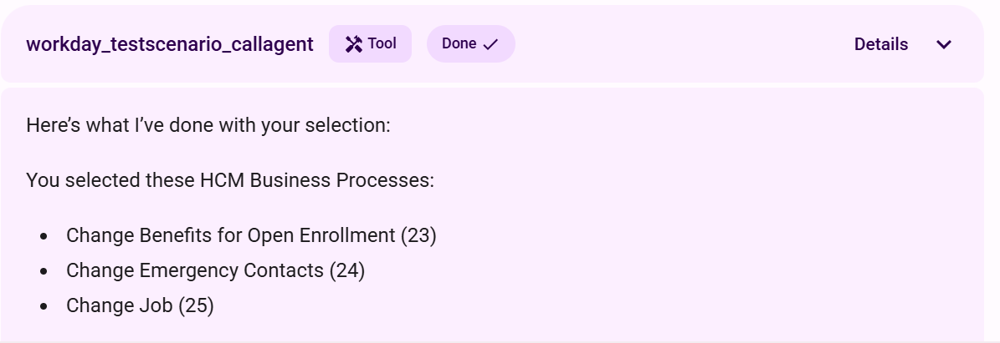 workday_testscenario_callagent Tool Done Details
Here’s what I’ve done with your selection:
You selected these HCM Business Processes:
• Change Benefits for Open Enrollment (23)
• Change Emergency Contacts (24)
• Change Job (25)